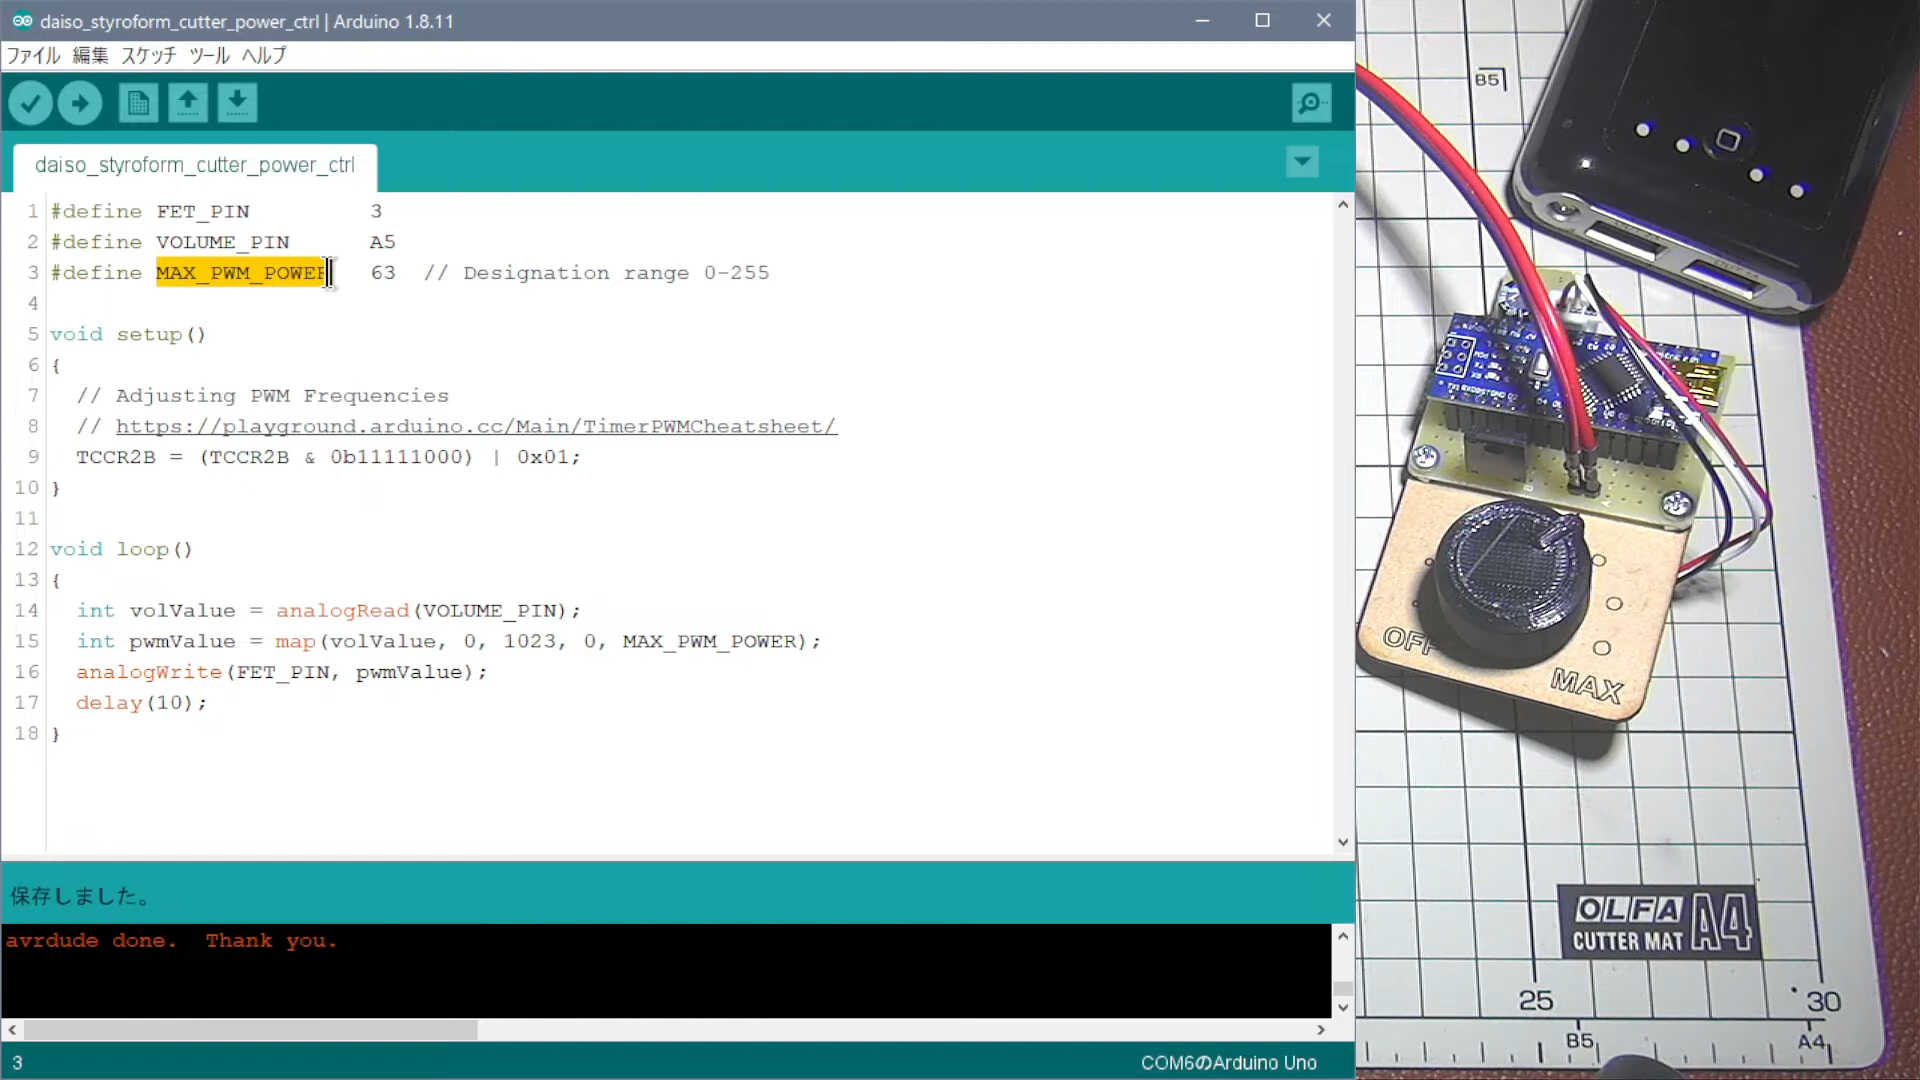 daiso_styroform_cutter_power_ctrl | Arduino 1.8.11
ファイル 編集 スケッチ ツール ヘルプ
daiso_styroform_cutter_power_ctrl
1 #define FET_PIN 3
2 #define VOLUME_PIN A5
3 #define MAX_PWM_POWER 63 // Designation range 0-255
4
5 void setup()
6 {
7 // Adjusting PWM Frequencies
8 // https://playground.arduino.cc/Main/TimerPWMCheatsheet/
9 TCCR2B = (TCCR2B & 0b11111000) | 0x01;
10 }
11
12 void loop()
13 {
14 int volValue = analogRead(VOLUME_PIN);
15 int pwmValue = map(volValue, 0, 1023, 0, MAX_PWM_POWER);
16 analogWrite(FET_PIN, pwmValue);
17 delay(10);
18 }
保存しました。
avrdude done.  Thank you.
3
COM6のArduino Uno
B5
OFF
MAX
OLFA
CUTTER MAT A4
25
30
B5
A4